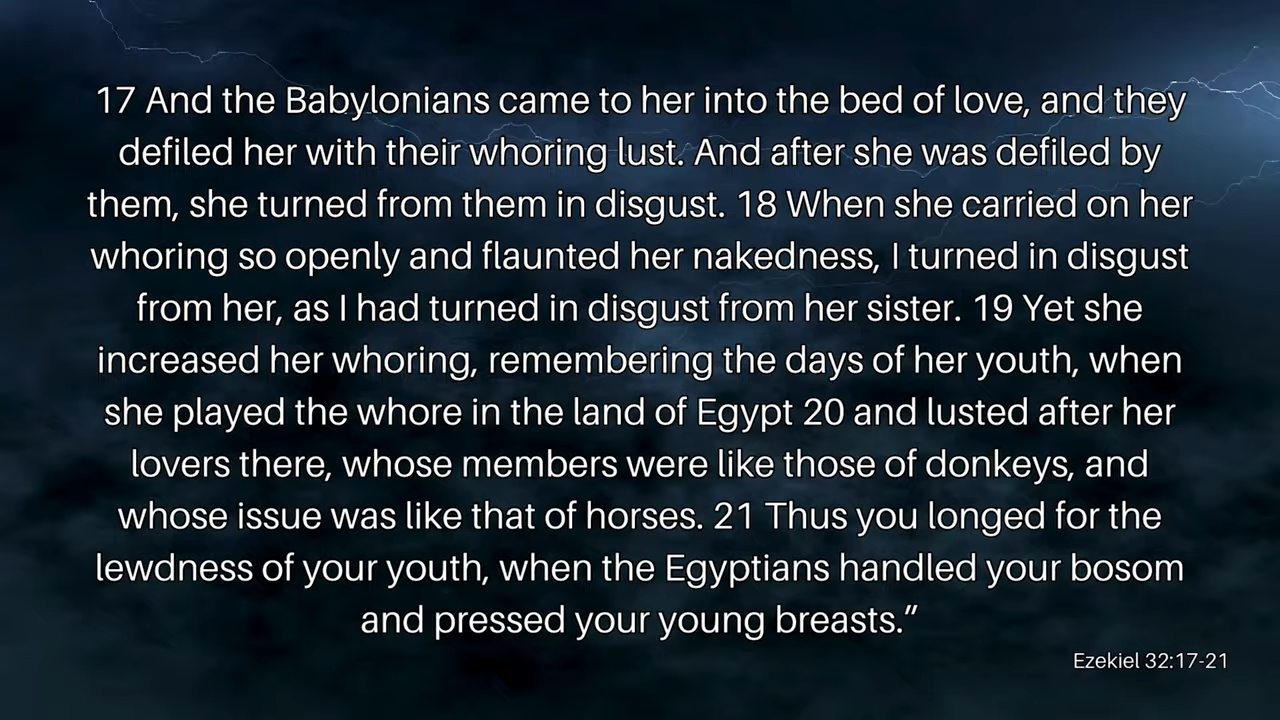 17 And the Babylonians came to her into the bed of love, and they
defiled her with their whoring lust. And after she was defiled by
them, she turned from them in disgust. 18 When she carried on her
whoring so openly and flaunted her nakedness, I turned in disgust
from her, as I had turned in disgust from her sister. 19 Yet she
increased her whoring, remembering the days of her youth, when
she played the whore in the land of Egypt 20 and lusted after her
lovers there, whose members were like those of donkeys, and
whose issue was like that of horses. 21 Thus you longed for the
lewdness of your youth, when the Egyptians handled your bosom
and pressed your young breasts.”
Ezekiel 32:17-21